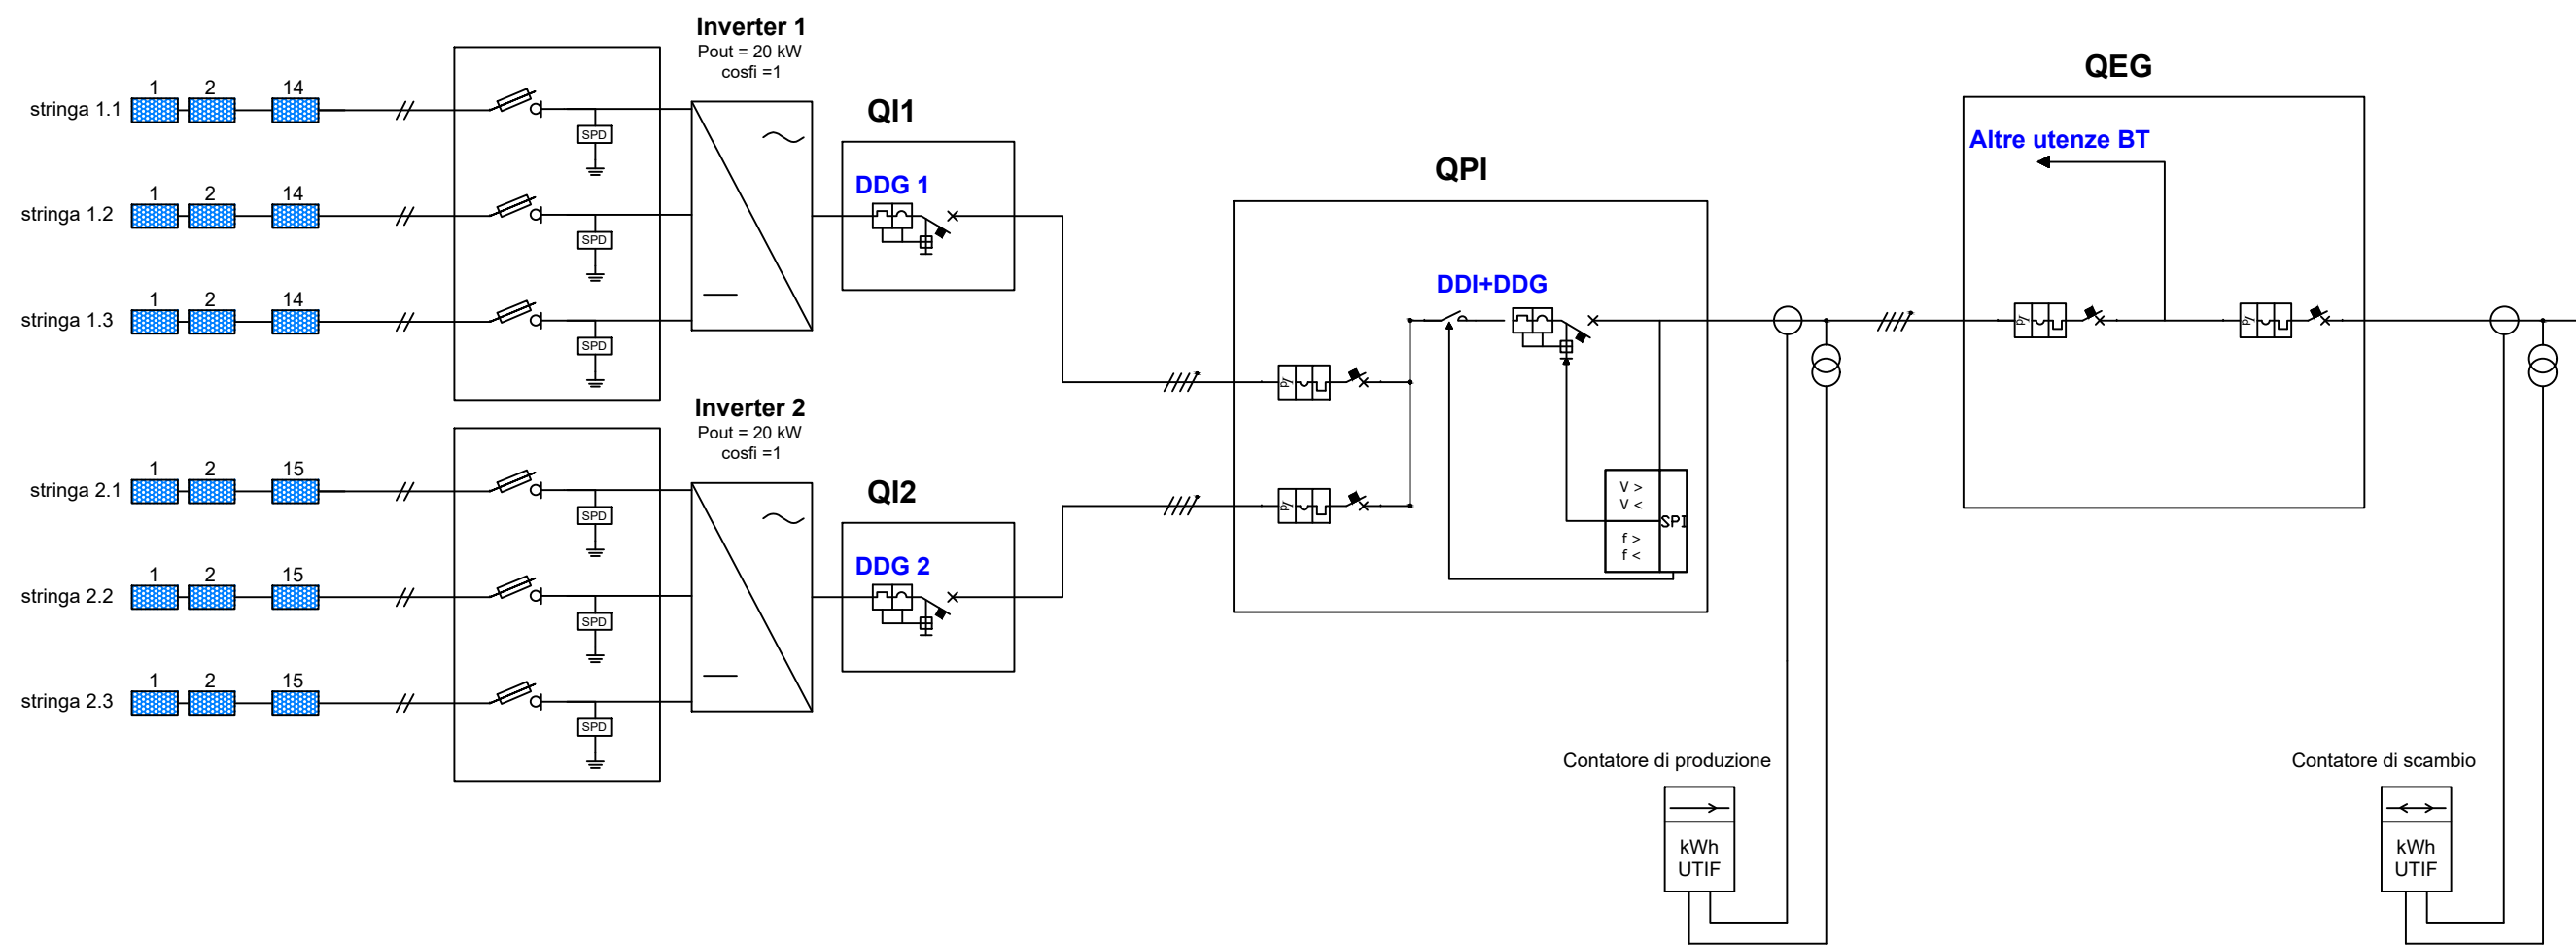 Inverter 1
Pout = 20 kW
cosfi =1
QI1
DDG 1
stringa 1.1
1 2 14
SPD
stringa 1.2
1 2 14
SPD
stringa 1.3
1 2 14
SPD
Inverter 2
Pout = 20 kW
cosfi =1
QI2
DDG 2
stringa 2.1
1 2 15
SPD
stringa 2.2
1 2 15
SPD
stringa 2.3
1 2 15
SPD
QPI
DDI+DDG
V >
V <
SPI
f >
f <
QEG
Altre utenze BT
Contatore di produzione
kWh
UTIF
Contatore di scambio
kWh
UTIF